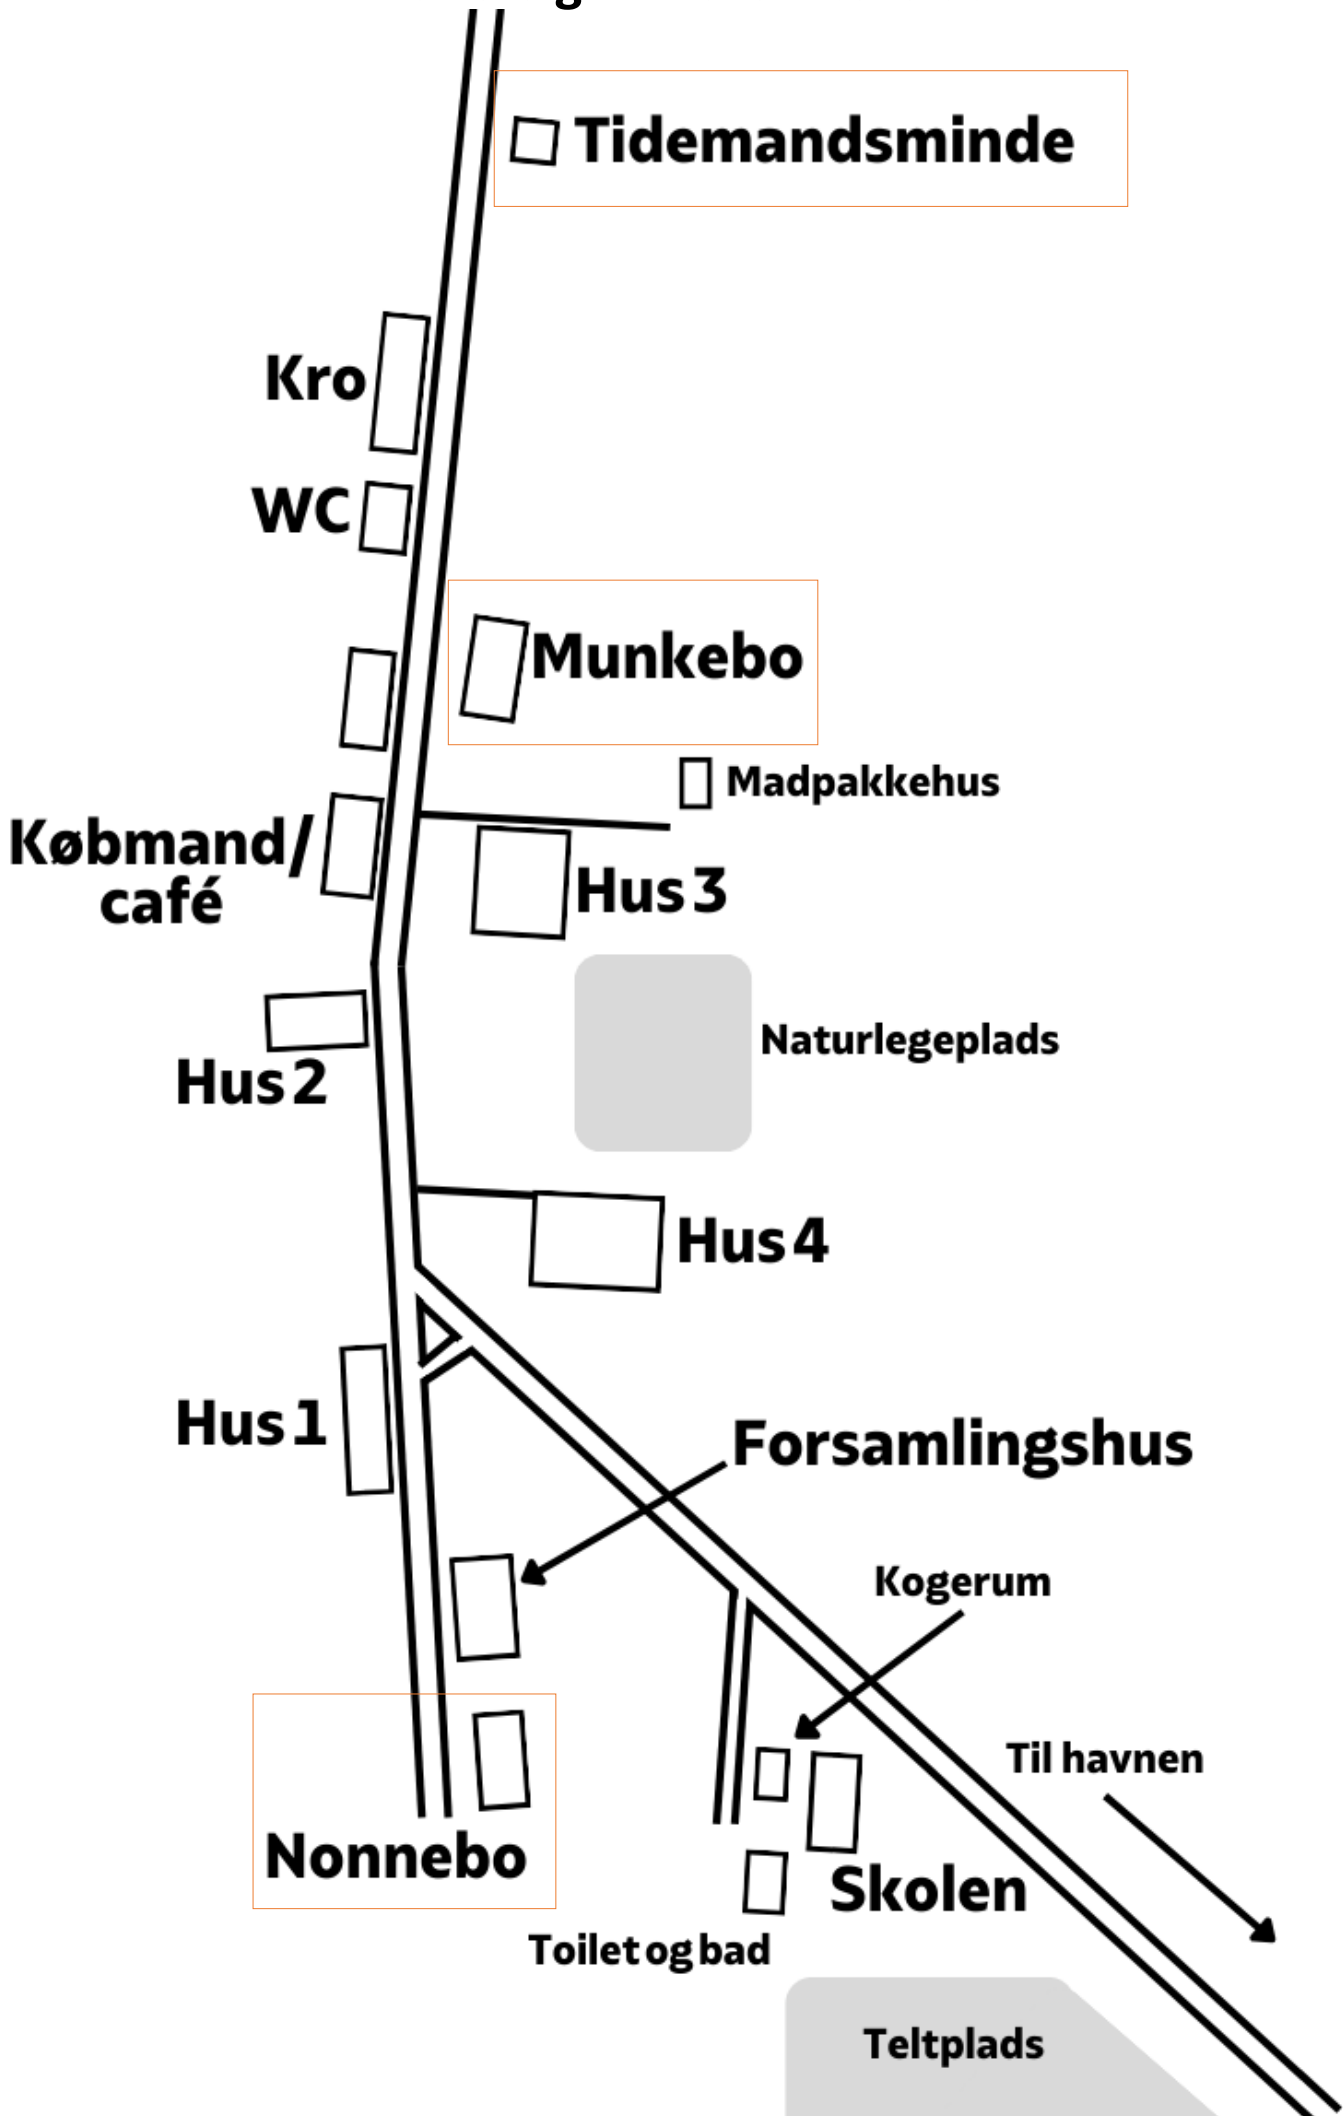 Tidemandsminde
Kro
WC
Munkebo
Madpakkehus
Købmand/
café
Hus 3
Naturlegeplads
Hus 2
Hus 4
Hus 1
Forsamlingshus
Kogerum
Til havnen
Nonnebo
Skolen
Toilet og bad
Teltplads